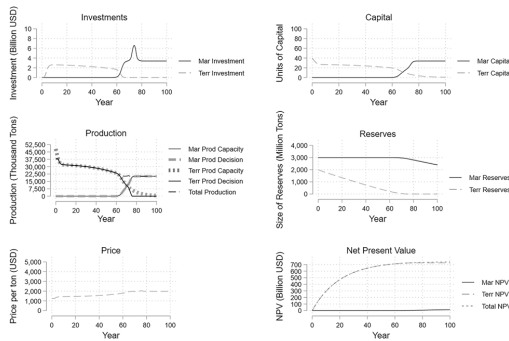 Investments
Investment (Billion USD)
10
8
6
4
2
0
0 20 40 60 80 100
Year
Mar Investment
Terr Investment
Capital
Units of Capital
100
80
60
40
20
0
0 20 40 60 80 100
Year
Mar Capita
Terr Capita
Production
Production (Thousand Tons)
52,500
45,000
37,500
30,000
22,500
15,000
7,500
0
0 20 40 60 80 100
Year
Mar Prod Capacity
Mar Prod Decision
Terr Prod Capacity
Terr Prod Decision
Total Production
Reserves
Size of Reserves (Million Tons)
4,000
3,000
2,000
1,000
0
0 20 40 60 80 100
Year
Mar Reserves
Terr Reserves
Price
Price per ton (USD)
5,000
4,000
3,000
2,000
1,000
0
0 20 40 60 80 100
Year
Net Present Value
NPV (Billion USD)
700
600
500
400
300
200
100
0
0 20 40 60 80 100
Year
Mar NPV
Terr NPV
Total NPV